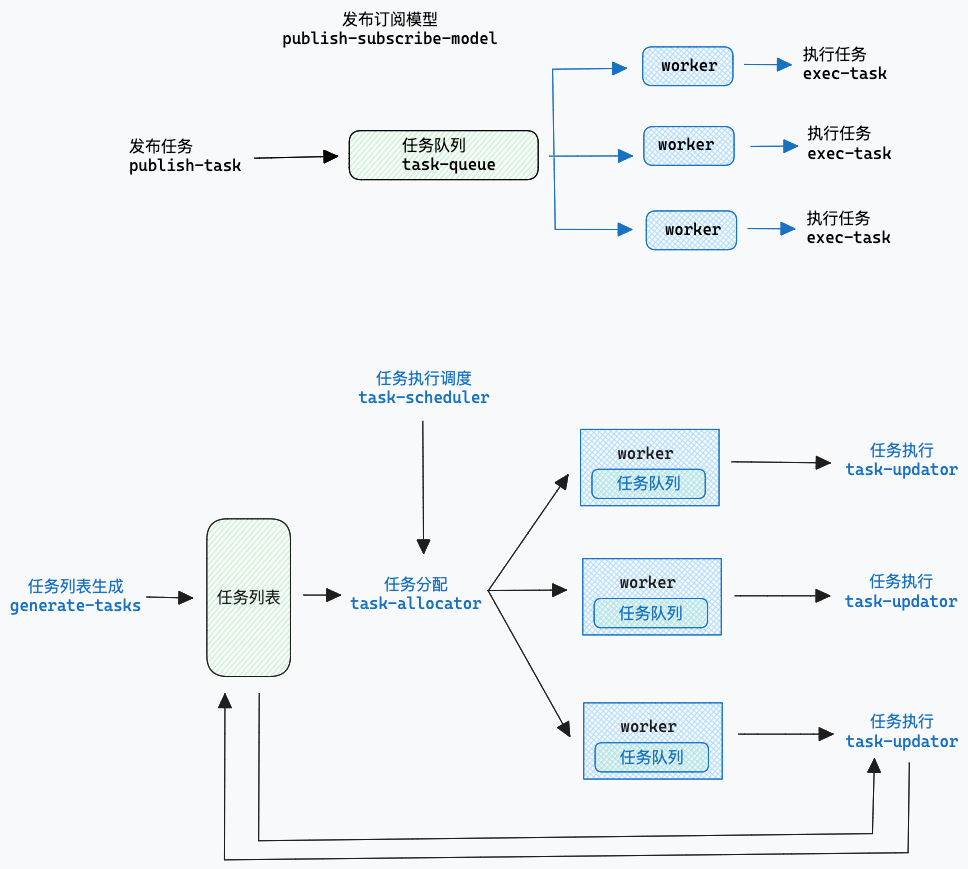 发布订阅模型
publish-subscribe-model
发布任务
publish-task
任务队列
task-queue
worker
执行任务
exec-task
worker
执行任务
exec-task
worker
执行任务
exec-task
任务执行调度
task-scheduler
任务列表生成
generate-tasks
任务列表
任务分配
task-allocator
worker
任务队列
任务执行
task-updator
worker
任务队列
任务执行
task-updator
worker
任务队列
任务执行
task-updator